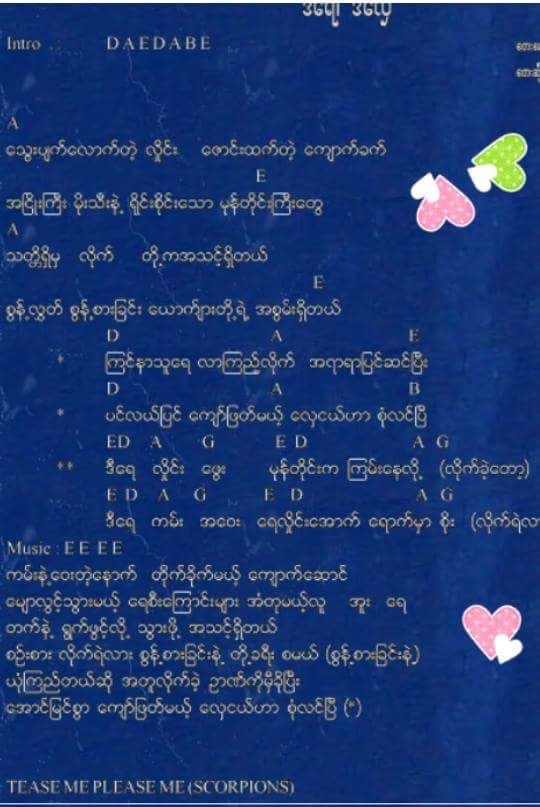 ဒီရေ ဒီလှေ
Intro : D A E D A B E
A
သွေးပျက်လောက်တဲ့ လှိုင်း ဖောင်းထက်တဲ့ ကျောက်ခက်
E
အငြိုးကြီး မိုးသီးနဲ့ ရိုင်းစိုင်းသော မုန်တိုင်းကြီးတွေ
A
သတ္တိရှိမှ လိုက် တို့ကအသင့်ရှိတယ်
E
စွန့်လွှတ် စွန့်စားခြင်း ယောက်ျားတို့ရဲ့ အစွမ်းရှိတယ်
D A E
* ကြင်နာသူရေ လာကြည့်လိုက် အရာရာပြင်ဆင်ပြီး
D A B
* ပင်လယ်ပြင် ကျော်ဖြတ်မယ့် လှေငယ်ဟာ စုံလင်ပြီ
ED A G E D A G
** ဒီရေ လှိုင်း ဖွေး မုန်တိုင်းက ကြမ်းနေလို့ (လိုက်ခဲ့တော့)
E D A G E D A G
ဒီရေ ကမ်း အဝေး ရေလှိုင်းအောက် ရောက်မှာ စိုး (လိုက်ရဲလား
Music : E E E E
ကမ်းနဲ့ဝေးတဲ့နောက် တိုက်ခိုက်မယ့် ကျောက်ဆောင်
မျောလွင့်သွားမယ့် ရေစီးကြောင်းများ အံတုမယ့်လူ အူး ရေ
တက်နဲ့ ရွက်ဖွင့်လို့ သွားဖို့ အသင့်ရှိတယ်
စဉ်းစား လိုက်ရဲလား စွန့်စားခြင်းနဲ့ တို့ခရီး စမယ် (စွန့်စားခြင်းနဲ့)
ယုံကြည်တယ်ဆို အတူလိုက်ခဲ့ ဉာဏ်ကိုမှီခိုပြီး
အောင်မြင်စွာ ကျော်ဖြတ်မယ့် လှေငယ်ဟာ စုံလင်ပြီ (*)
TEASE ME PLEASE ME (SCORPIONS)